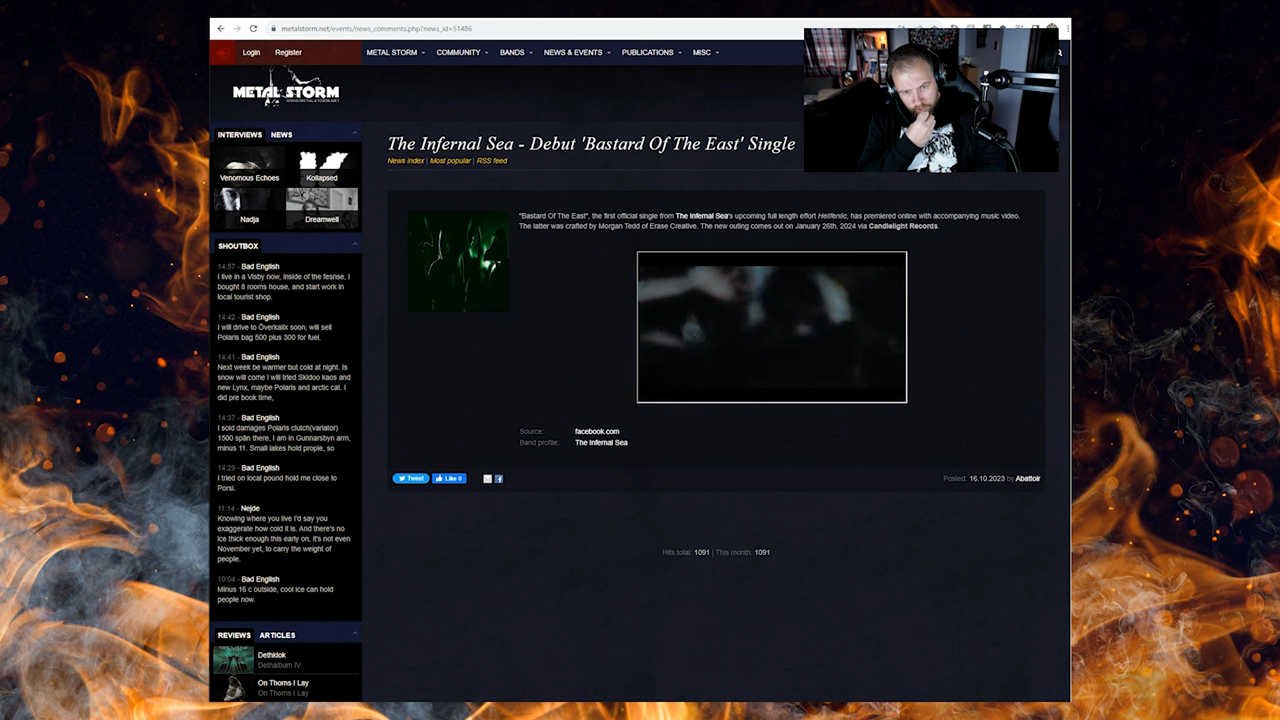 metalstorm.net/events/news_comments.php?news_id=51486
Login Register
METAL STORM COMMUNITY BANDS NEWS & EVENTS PUBLICATIONS MISC
METAL STORM
WWW.METALSTORM.NET
INTERVIEWS NEWS
Venomous Echoes Kollapsed
Nadja Dreamwell
SHOUTBOX
14:57 - Bad English
I live in a Visby now, inside of the fesnse, I
bought 8 rooms house, and start work in
local tourist shop.
14:42 - Bad English
I will drive to Överkalix soon, will sell
Polaris bag 500 plus 300 for fuel.
14:41 - Bad English
Next week be warmer but cold at night. Is
snow will come i will tried Skidoo kaos and
new Lynx, maybe Polaris and arctic cat. I
did pre book time,
14:37 - Bad English
I sold damages Polaris clutch(variator)
1500 spän there, I am in Gunnarsbyn arm,
minus 11. Small lakes hold prople, so
14:29 - Bad English
I tried on local pound hold me close to
Porsi.
11:14 - Nejde
Knowing where you live I'd say you
exaggerate how cold it is. And there's no
ice thick enough this early on, it's not even
November yet, to carry the weight of
people.
10:04 - Bad English
Minus 16 c outside, cool ice can hold
people now.
REVIEWS ARTICLES
Dethklok
Dethalbum IV
On Thorns I Lay
On Thorns I Lay
The Infernal Sea - Debut 'Bastard Of The East' Single
News index | Most popular | RSS feed
"Bastard Of The East", the first official single from The Infernal Sea's upcoming full length effort Hellfenlic, has premiered online with accompanying music video.
The latter was crafted by Morgan Tedd of Erase Creative. The new outing comes out on January 26th, 2024 via Candlelight Records.
Source: facebook.com
Band profile: The Infernal Sea
Tweet Like 0
Posted: 16.10.2023 by Abattoir
Hits total: 1091 | This month: 1091